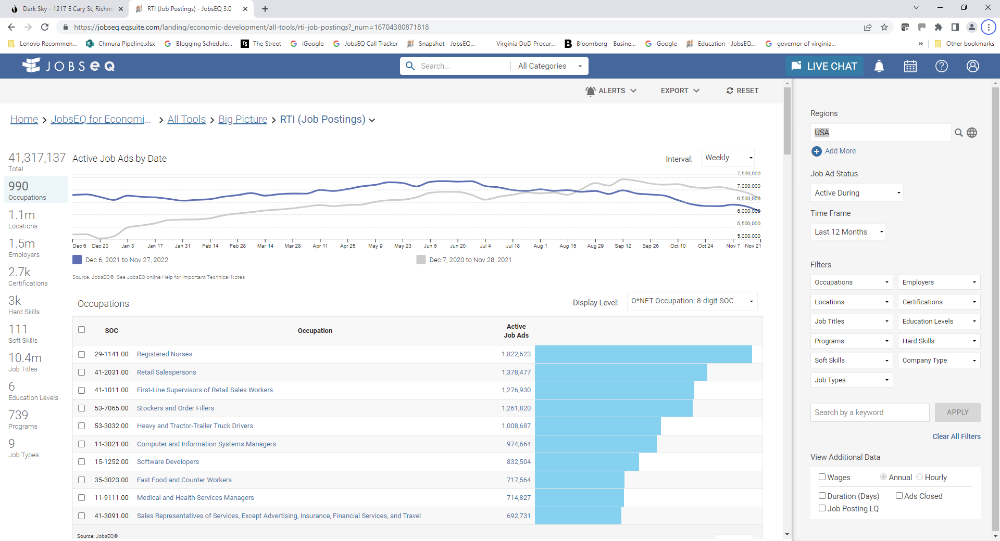 Dark Sky - 1217 E Cary St, Richm
RTI (Job Postings) - JobsEQ 3.0
https://jobseq.eqsuite.com/landing/economic-development/all-tools/rti-job-postings?_num=16704380871818
Lenovo Recommen...
Chmura Pipeline.xlsx
Blogging Schedule...
TS The Street
iGoogle
JobsEQ Call Tracker
Snapshot - JobsEQ...
Virginia DoD Procur...
B Bloomberg - Busine...
Google
Education - JobsEQ...
governor of virginia...
»
Other bookmarks
JOBS eQ
Search...
All Categories
LIVE CHAT
ALERTS
EXPORT
RESET
Home > JobsEQ for Economi... > All Tools > Big Picture > RTI (Job Postings)
41,317,137
Total
990
Occupations
1.1m
Locations
1.5m
Employers
2.7k
Certifications
3k
Hard Skills
111
Soft Skills
10.4m
Job Titles
6
Education Levels
739
Programs
9
Job Types
Active Job Ads by Date
Interval: Weekly
7,500,000
7,000,000
6,500,000
6,000,000
5,500,000
5,000,000
Dec 6 Dec 20 Jan 3 Jan 17 Jan 31 Feb 14 Feb 28 Mar 14 Mar 28 Apr 11 Apr 25 May 9 May 23 Jun 6 Jun 20 Jul 4 Jul 18 Aug 1 Aug 15 Aug 29 Sep 12 Sep 26 Oct 10 Oct 24 Nov 7 Nov 21
Dec 6, 2021 to Nov 27, 2022
Dec 7, 2020 to Nov 28, 2021
Source: JobsEQ®, See JobsEQ online Help for important Technical Notes
Occupations
Display Level: O*NET Occupation: 8-digit SOC
SOC Occupation Active Job Ads
29-1141.00 Registered Nurses 1,822,623
41-2031.00 Retail Salespersons 1,378,477
41-1011.00 First-Line Supervisors of Retail Sales Workers 1,276,930
53-7065.00 Stockers and Order Fillers 1,261,820
53-3032.00 Heavy and Tractor-Trailer Truck Drivers 1,008,687
11-3021.00 Computer and Information Systems Managers 974,664
15-1252.00 Software Developers 832,504
35-3023.00 Fast Food and Counter Workers 717,564
11-9111.00 Medical and Health Services Managers 714,827
41-3091.00 Sales Representatives of Services, Except Advertising, Insurance, Financial Services, and Travel 692,731
Source: JobsEQ®
Regions
USA
Add More
Job Ad Status
Active During
Time Frame
Last 12 Months
Filters
Occupations Employers
Locations Certifications
Job Titles Education Levels
Programs Hard Skills
Soft Skills Company Type
Job Types
Search by a keyword APPLY
Clear All Filters
View Additional Data
Wages Annual Hourly
Duration (Days) Ads Closed
Job Posting LQ